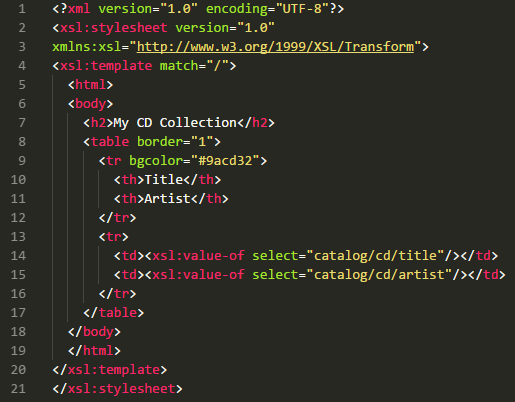 1 <?xml version="1.0" encoding="UTF-8"?>
2 <xsl:stylesheet version="1.0"
3 xmlns:xsl="http://www.w3.org/1999/XSL/Transform">
4 <xsl:template match="/">
5   <html>
6   <body>
7     <h2>My CD Collection</h2>
8     <table border="1">
9       <tr bgcolor="#9acd32">
10         <th>Title</th>
11         <th>Artist</th>
12       </tr>
13       <tr>
14         <td><xsl:value-of select="catalog/cd/title"/></td>
15         <td><xsl:value-of select="catalog/cd/artist"/></td>
16       </tr>
17     </table>
18   </body>
19   </html>
20 </xsl:template>
21 </xsl:stylesheet>